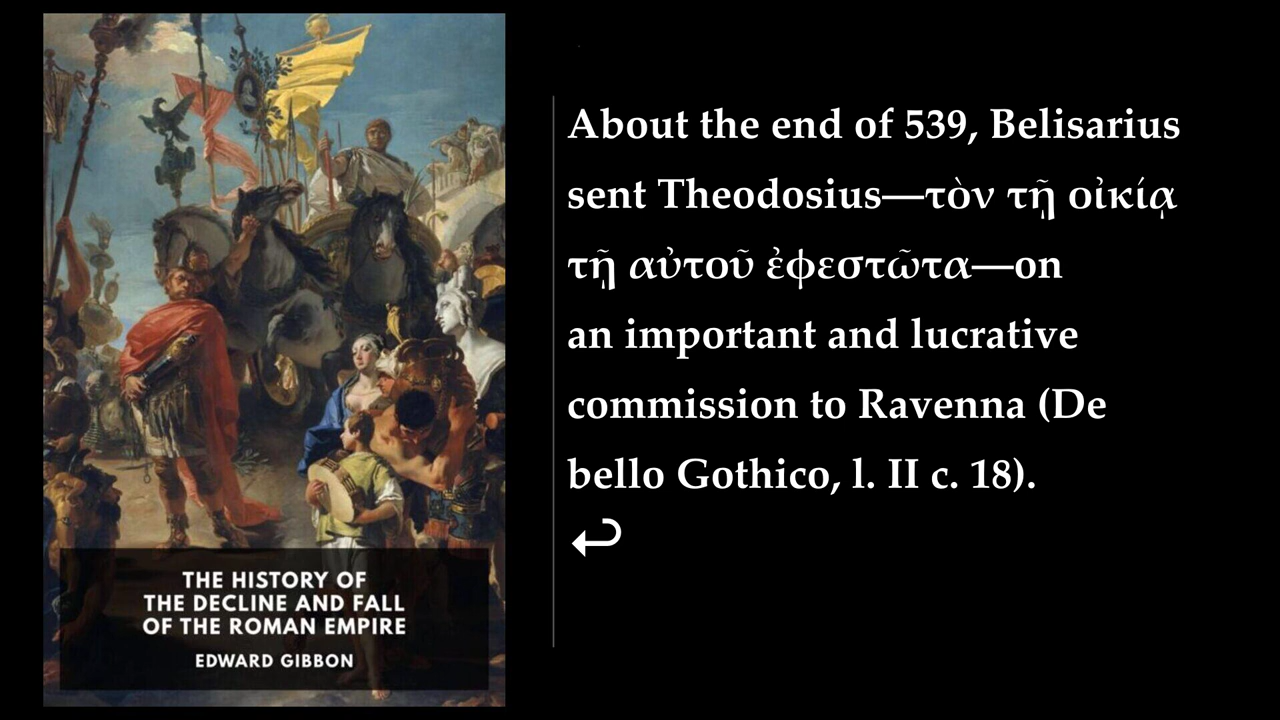 THE HISTORY OF
THE DECLINE AND FALL
OF THE ROMAN EMPIRE
EDWARD GIBBON
About the end of 539, Belisarius
sent Theodosius—τὸν τῇ οἰκίᾳ
τῇ αὐτοῦ ἐφεστῶτα—on
an important and lucrative
commission to Ravenna (De
bello Gothico, l. II c. 18).
↩